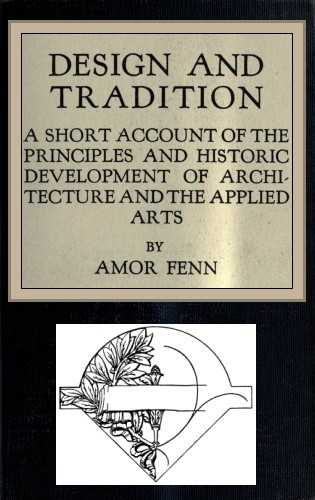 DESIGN AND
TRADITION
A SHORT ACCOUNT OF THE
PRINCIPLES AND HISTORIC
DEVELOPMENT OF ARCHI-
TECTURE AND THE APPLIED
ARTS
BY
AMOR FENN